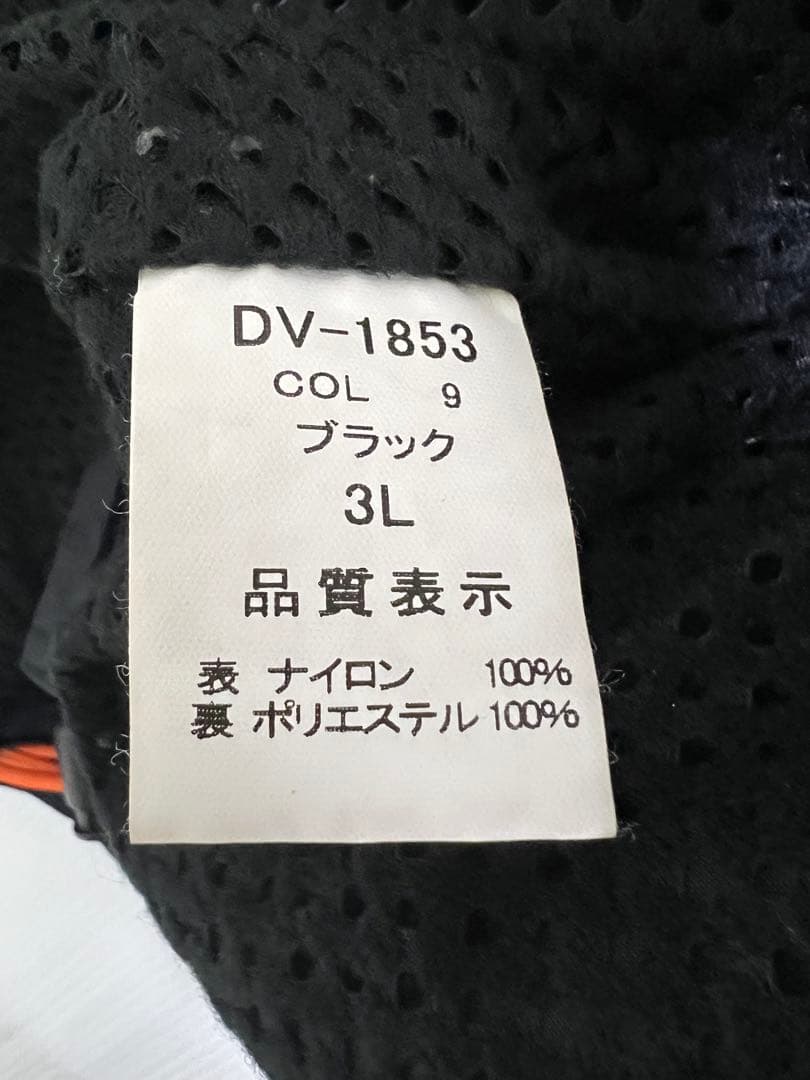 DV-1853
COL 9
ブラック
3L
品質表示
表 ナイロン 100%
裏 ポリエステル 100%